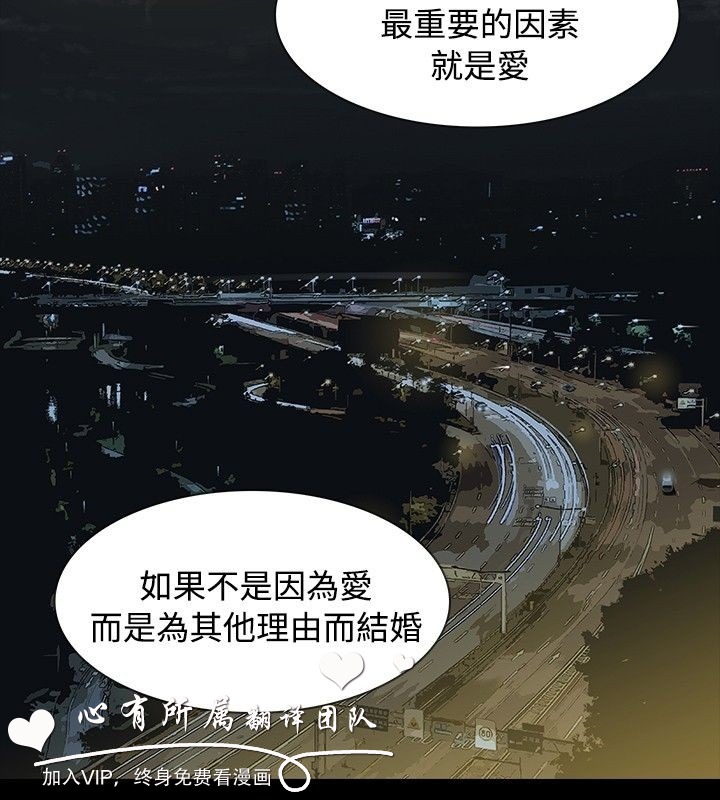 最重要的因素
就是愛
如果不是因為愛
而是為其他理由而結婚
心有所属翻译团队
加入VIP，终身免费看漫画
80